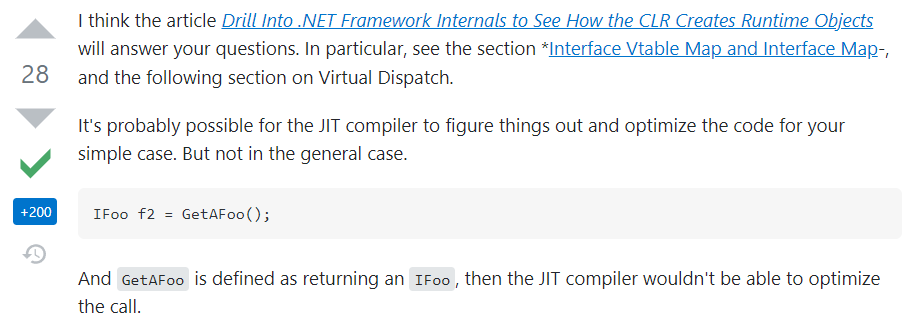 I think the article Drill Into .NET Framework Internals to See How the CLR Creates Runtime Objects
will answer your questions. In particular, see the section *Interface Vtable Map and Interface Map-,
28
and the following section on Virtual Dispatch.
It's probably possible for the JIT compiler to figure things out and optimize the code for your
simple case. But not in the general case.
+200
IFoo f2 = GetAFoo();
And GetAFoo is defined as returning an IFoo, then the JIT compiler wouldn't be able to optimize
the call.